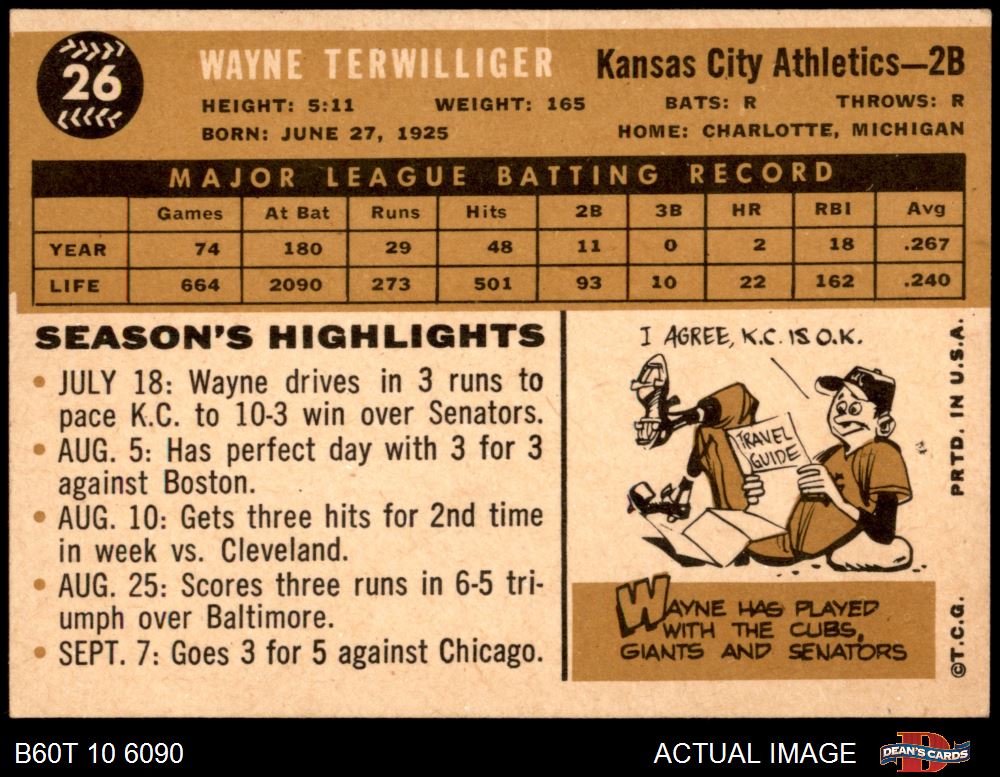 26
WAYNE TERWILLIGER
Kansas City Athletics—2B
HEIGHT: 5:11 WEIGHT: 165 BATS: R THROWS: R
BORN: JUNE 27, 1925 HOME: CHARLOTTE, MICHIGAN
MAJOR LEAGUE BATTING RECORD
Games At Bat Runs Hits 2B 3B HR RBI Avg
YEAR 74 180 29 48 11 0 2 18 .267
LIFE 664 2090 273 501 93 10 22 162 .240
SEASON'S HIGHLIGHTS
• JULY 18: Wayne drives in 3 runs to
pace K.C. to 10-3 win over Senators.
• AUG. 5: Has perfect day with 3 for 3
against Boston.
• AUG. 10: Gets three hits for 2nd time
in week vs. Cleveland.
• AUG. 25: Scores three runs in 6-5 tri-
umph over Baltimore.
• SEPT. 7: Goes 3 for 5 against Chicago.
I AGREE, K.C. IS O.K.
TRAVEL
GUIDE
WAYNE HAS PLAYED
WITH THE CUBS,
GIANTS AND SENATORS
PRTD. IN U.S.A.
©T.C.G.
B60T 10 6090
ACTUAL IMAGE
DEAN'S CARDS